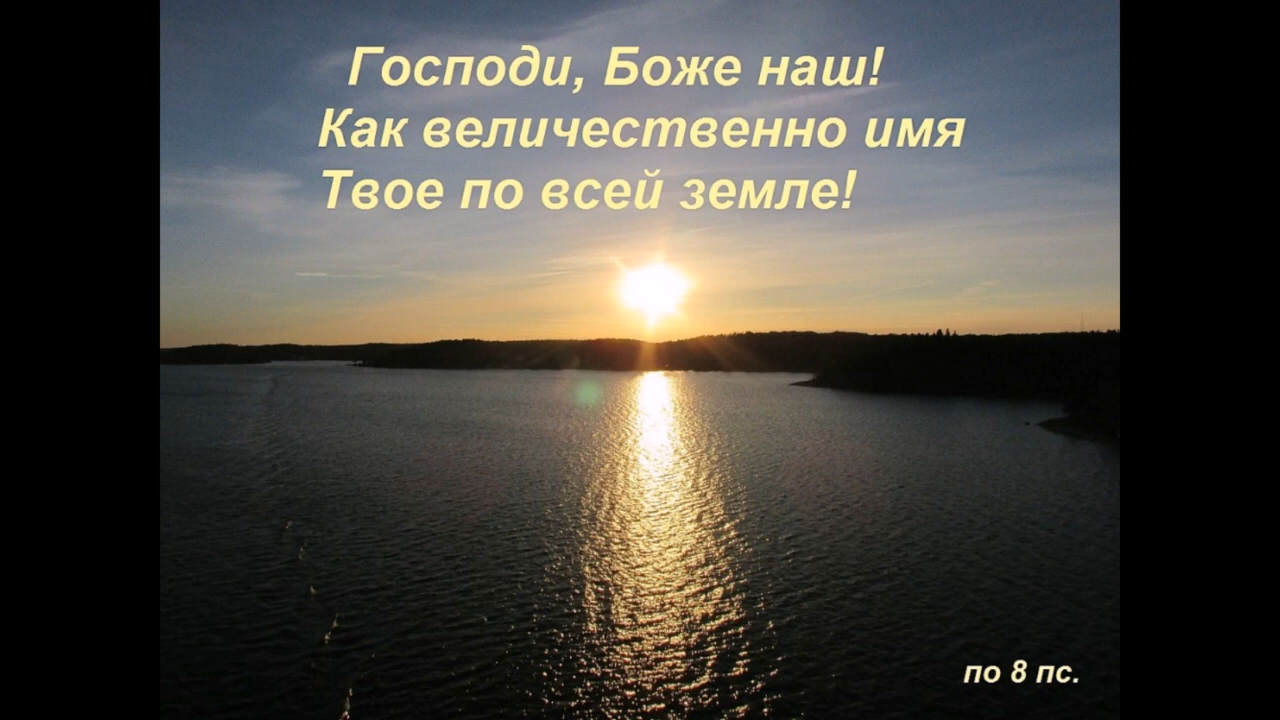 Господи, Боже наш!
Как величественно имя
Твое по всей земле!
по 8 пс.